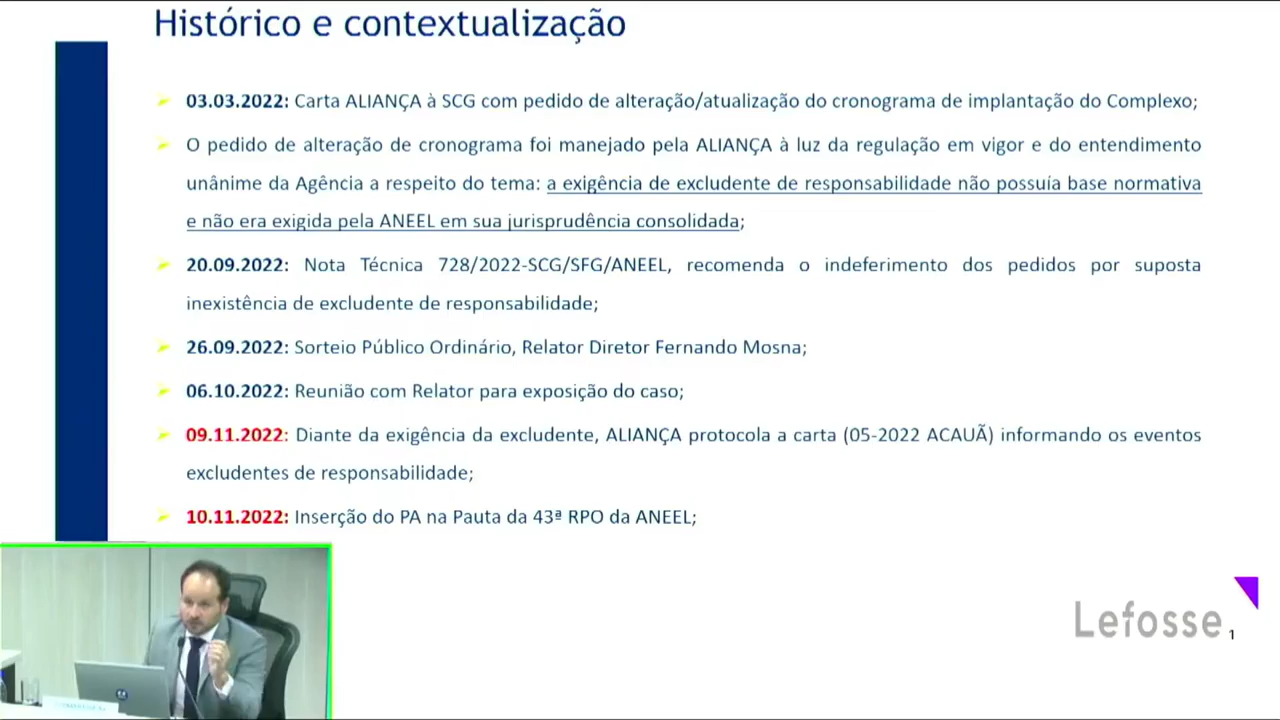 Histórico e contextualização
03.03.2022: Carta ALIANÇA à SCG com pedido de alteração/atualização do cronograma de implantação do Complexo;
O pedido de alteração de cronograma foi manejado pela ALIANÇA à luz da regulação em vigor e do entendimento
unânime da Agência a respeito do tema: a exigência de excludente de responsabilidade não possuía base normativa
e não era exigida pela ANEEL em sua jurisprudência consolidada;
20.09.2022: Nota Técnica 728/2022-SCG/SFG/ANEEL, recomenda o indeferimento dos pedidos por suposta
inexistência de excludente de responsabilidade;
26.09.2022: Sorteio Público Ordinário, Relator Diretor Fernando Mosna;
06.10.2022: Reunião com Relator para exposição do caso;
09.11.2022: Diante da exigência da excludente, ALIANÇA protocola a carta (05-2022 ACAUÃ) informando os eventos
excludentes de responsabilidade;
10.11.2022: Inserção do PA na Pauta da 43ª RPO da ANEEL;
Lefosse
1